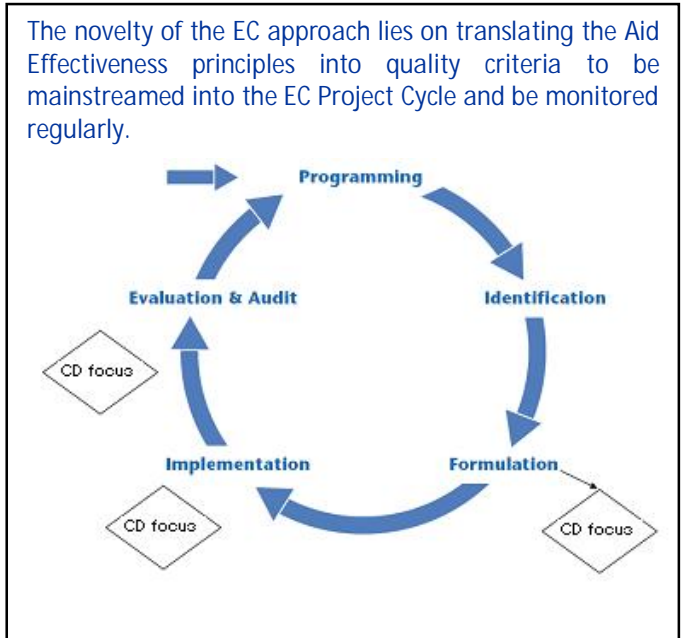 The novelty of the EC approach lies on translating the Aid
Effectiveness principles into quality criteria to be
mainstreamed into the EC Project Cycle and be monitored
regularly.
Programming
Evaluation & Audit
Identification
CD focus
Implementation
Formulation
CD focus
CD focus